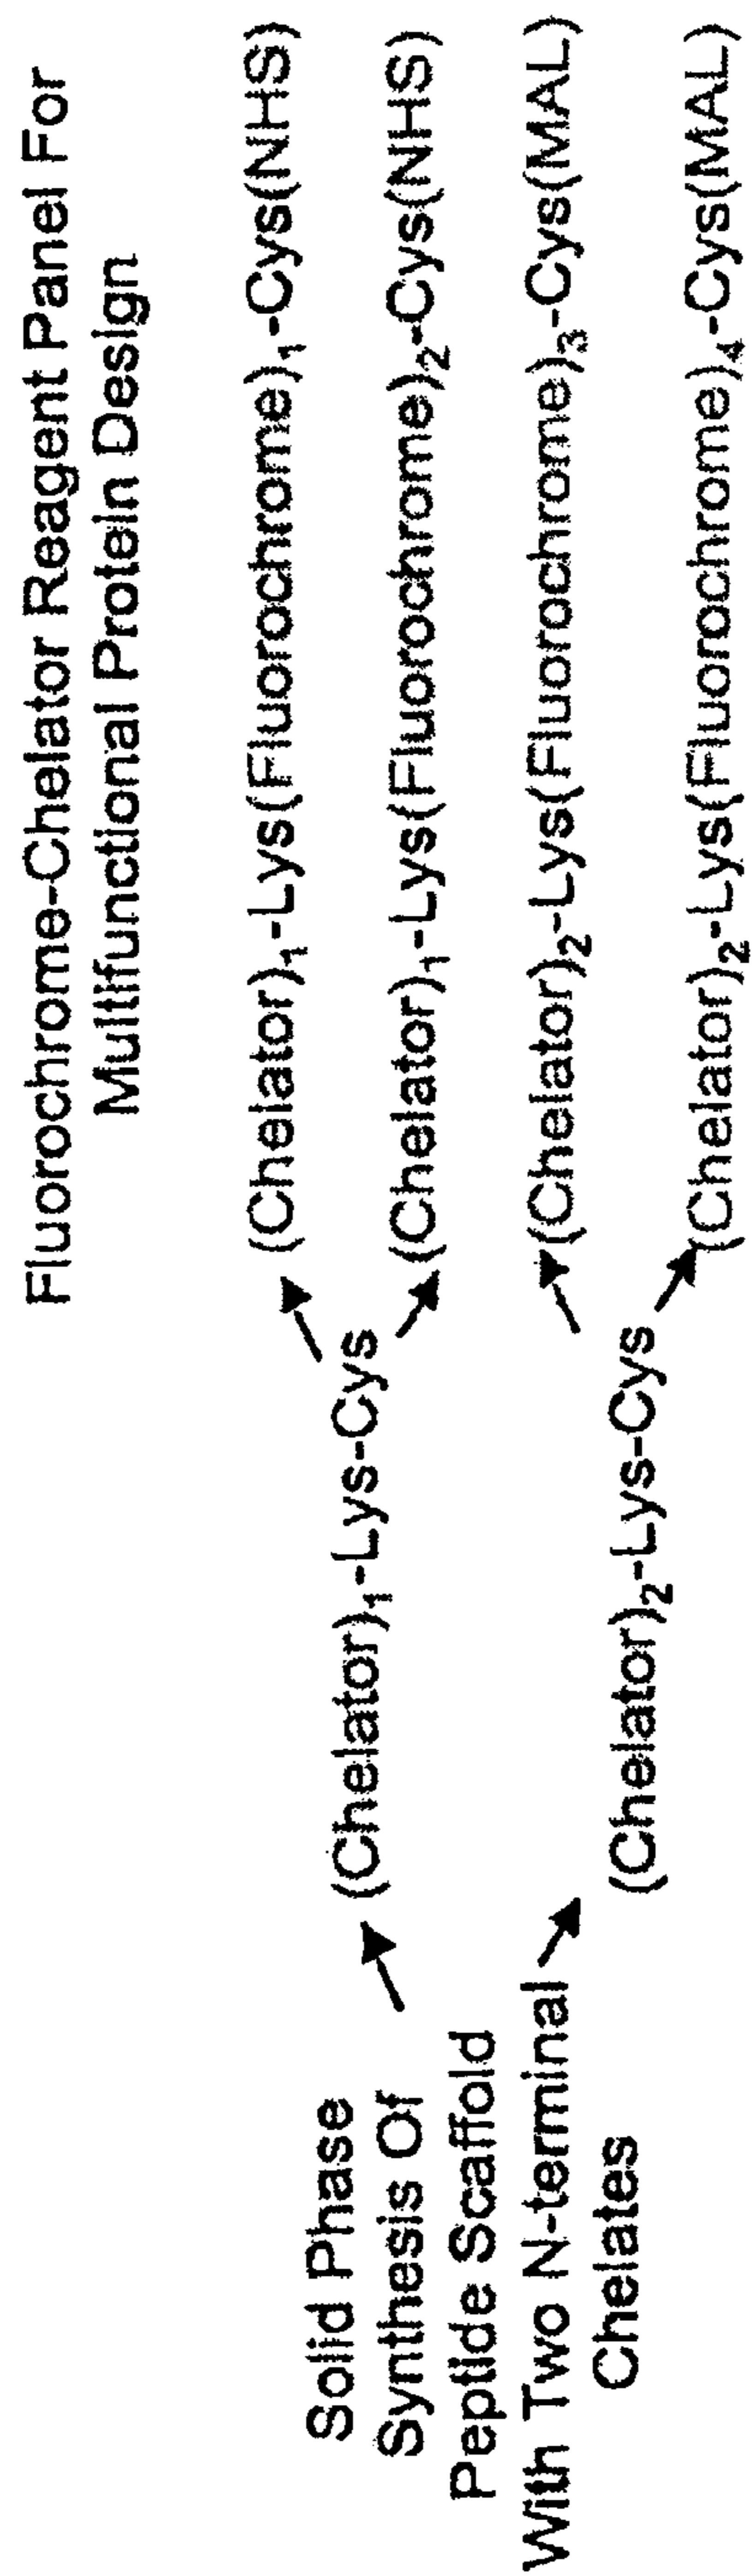 Fluorochrome-Chelator Reagent Panel For
Multifunctional Protein Design
Solid Phase
Synthesis Of
Peptide Scaffold
With Two N-terminal
Chelates
(Chelator)₁-Lys-Cys
(Chelator)₂-Lys-Cys
(Chelator)₁-Lys(Fluorochrome)₁-Cys(NHS)
(Chelator)₁-Lys(Fluorochrome)₂-Cys(NHS)
(Chelator)₂-Lys(Fluorochrome)₃-Cys(MAL)
(Chelator)₂-Lys(Fluorochrome)₄-Cys(MAL)